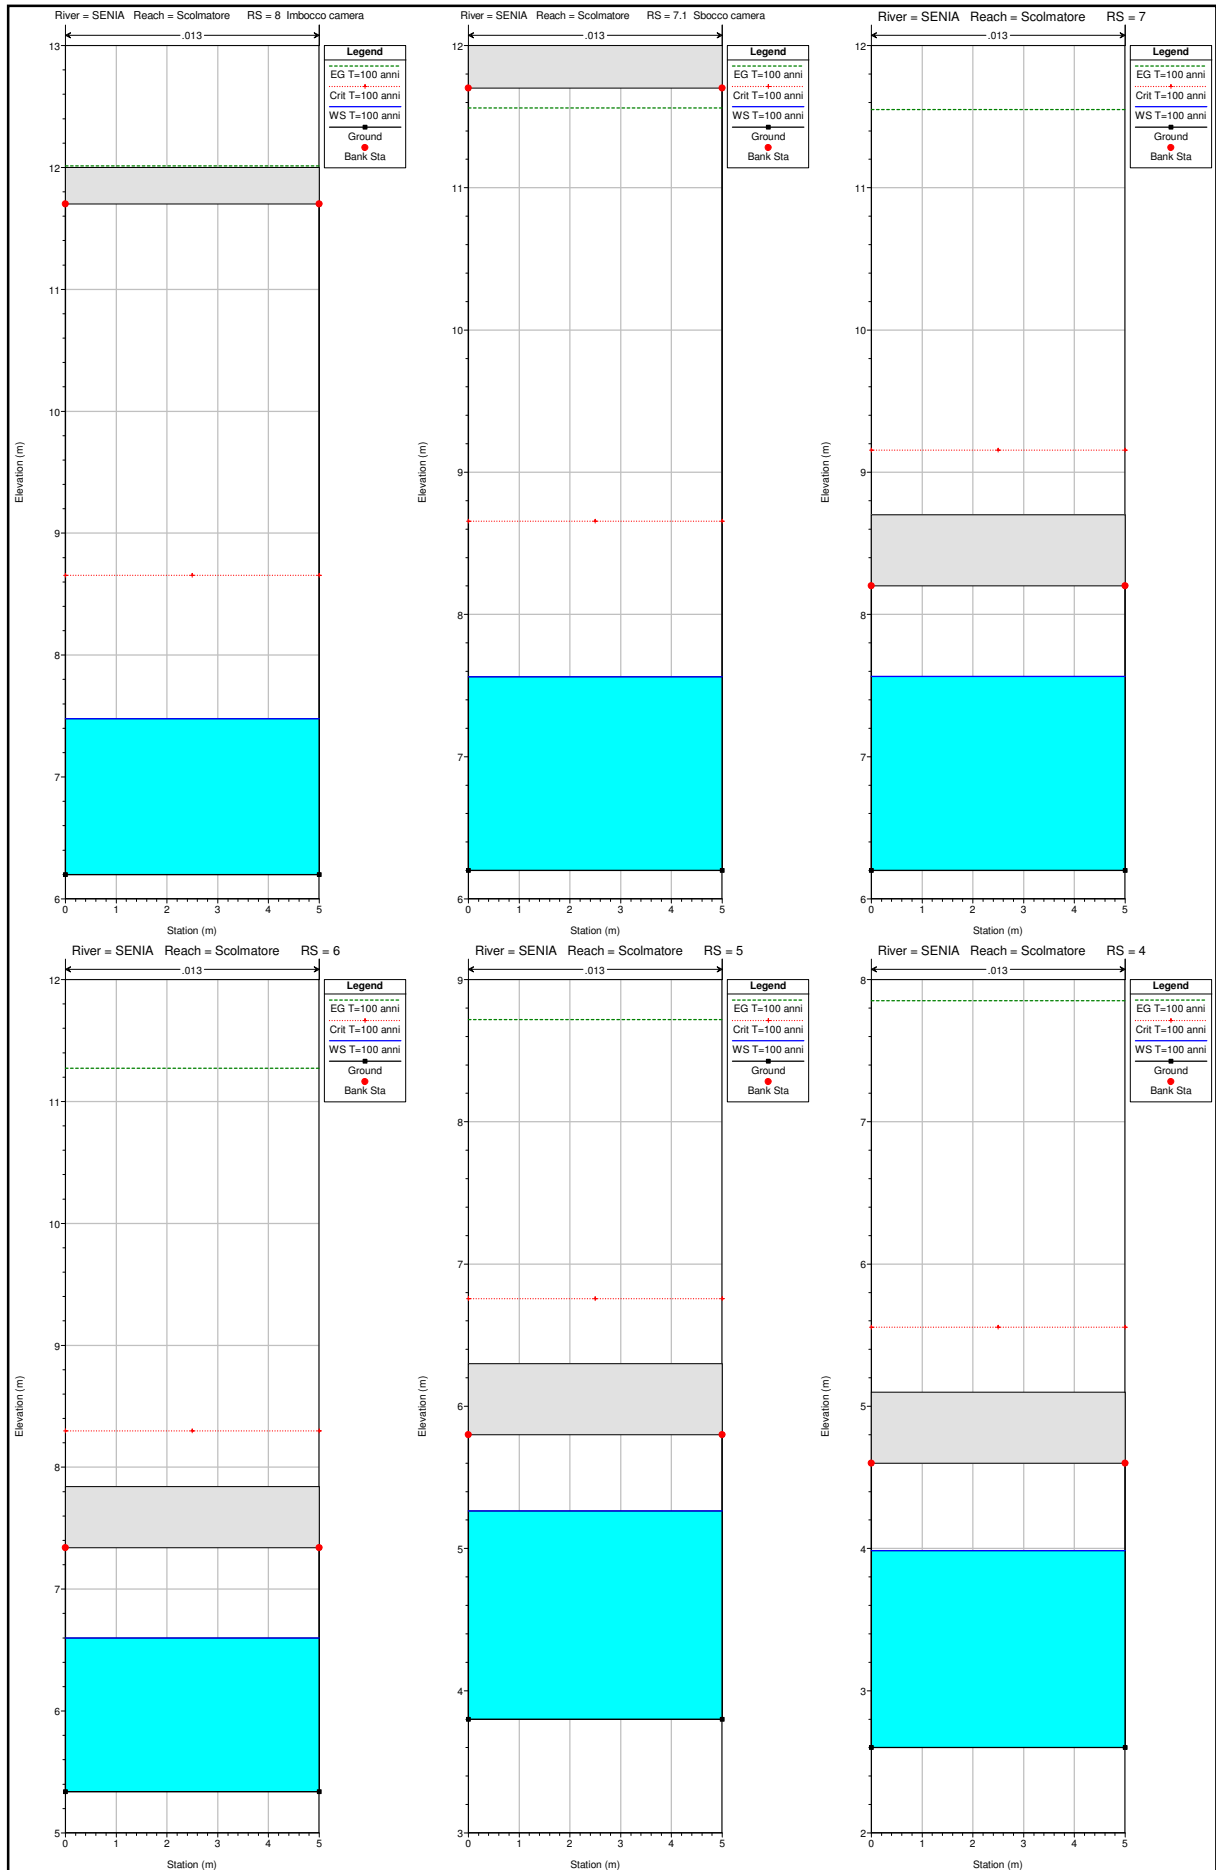 River = SENIA Reach = Scolmatore RS = 8 Imbocco camera
.013
13
12
11
10
9
8
7
6
Elevation (m)
0 1 2 3 4 5
Station (m)
Legend
EG T=100 anni
Crit T=100 anni
WS T=100 anni
Ground
Bank Sta
River = SENIA Reach = Scolmatore RS = 7.1 Sbocco camera
.013
12
11
10
9
8
7
6
Elevation (m)
0 1 2 3 4 5
Station (m)
Legend
EG T=100 anni
Crit T=100 anni
WS T=100 anni
Ground
Bank Sta
River = SENIA Reach = Scolmatore RS = 7
.013
12
11
10
9
8
7
6
Elevation (m)
0 1 2 3 4 5
Station (m)
Legend
EG T=100 anni
Crit T=100 anni
WS T=100 anni
Ground
Bank Sta
River = SENIA Reach = Scolmatore RS = 6
.013
12
11
10
9
8
7
6
5
Elevation (m)
0 1 2 3 4 5
Station (m)
Legend
EG T=100 anni
Crit T=100 anni
WS T=100 anni
Ground
Bank Sta
River = SENIA Reach = Scolmatore RS = 5
.013
9
8
7
6
5
4
3
Elevation (m)
0 1 2 3 4 5
Station (m)
Legend
EG T=100 anni
Crit T=100 anni
WS T=100 anni
Ground
Bank Sta
River = SENIA Reach = Scolmatore RS = 4
.013
8
7
6
5
4
3
2
Elevation (m)
0 1 2 3 4 5
Station (m)
Legend
EG T=100 anni
Crit T=100 anni
WS T=100 anni
Ground
Bank Sta